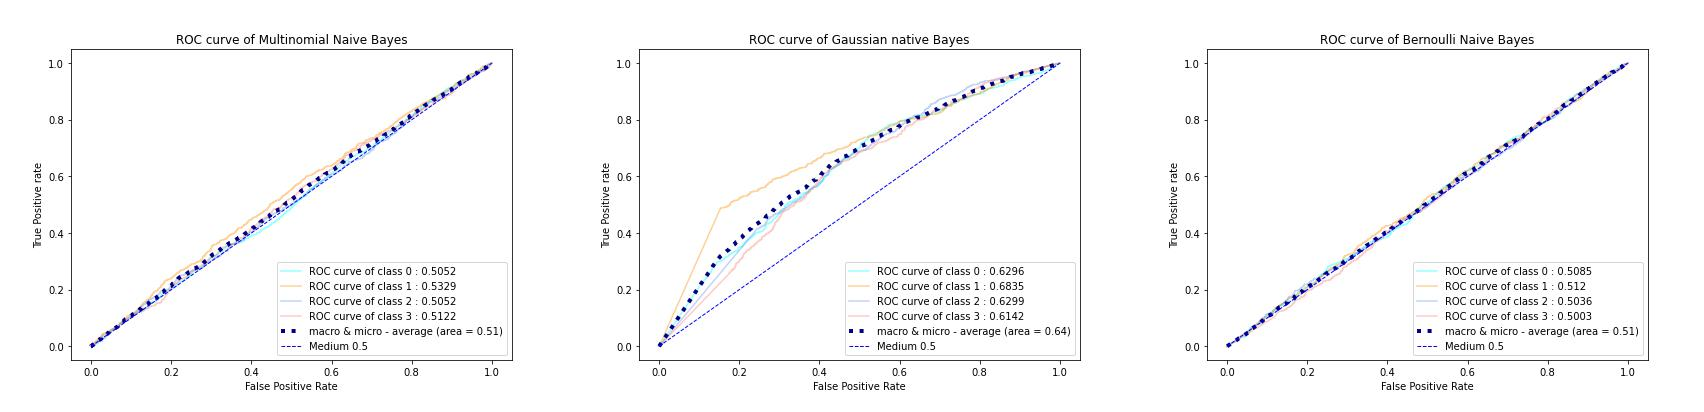 ROC curve of Multinomial Naive Bayes
True Positive rate
1.0
0.8
0.6
0.4
0.2
0.0
ROC curve of class 0 : 0.5052
ROC curve of class 1 : 0.5329
ROC curve of class 2 : 0.5052
ROC curve of class 3 : 0.5122
macro & micro - average (area = 0.51)
Medium 0.5
0.0 0.2 0.4 0.6 0.8 1.0
False Positive Rate
ROC curve of Gaussian native Bayes
True Positive rate
1.0
0.8
0.6
0.4
0.2
0.0
ROC curve of class 0 : 0.6296
ROC curve of class 1 : 0.6835
ROC curve of class 2 : 0.6299
ROC curve of class 3 : 0.6142
macro & micro - average (area = 0.64)
Medium 0.5
0.0 0.2 0.4 0.6 0.8 1.0
False Positive Rate
ROC curve of Bernoulli Naive Bayes
True Positive rate
1.0
0.8
0.6
0.4
0.2
0.0
ROC curve of class 0 : 0.5085
ROC curve of class 1 : 0.512
ROC curve of class 2 : 0.5036
ROC curve of class 3 : 0.5003
macro & micro - average (area = 0.51)
Medium 0.5
0.0 0.2 0.4 0.6 0.8 1.0
False Positive Rate